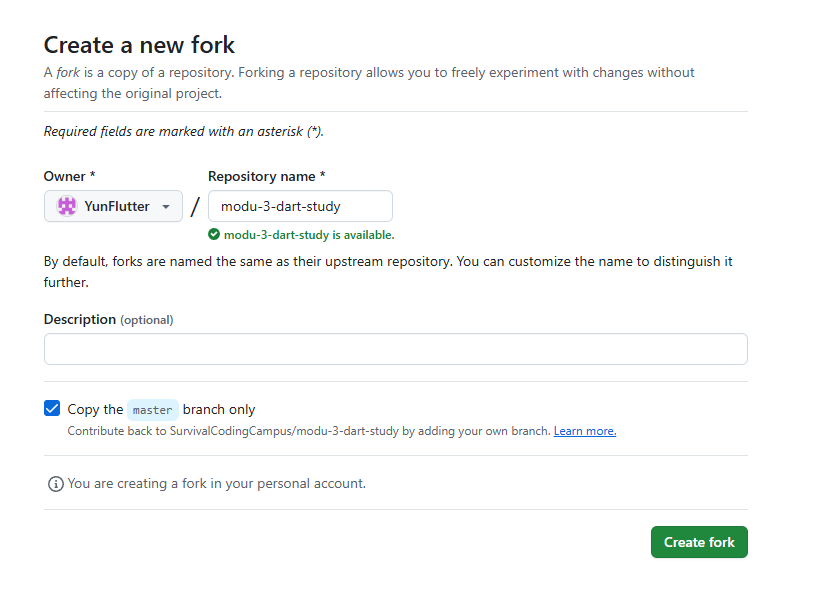 Create a new fork
A fork is a copy of a repository. Forking a repository allows you to freely experiment with changes without
affecting the original project.
Required fields are marked with an asterisk (*).
Owner * Repository name *
YunFlutter / modu-3-dart-study
modu-3-dart-study is available.
By default, forks are named the same as their upstream repository. You can customize the name to distinguish it
further.
Description (optional)
Copy the master branch only
Contribute back to SurvivalCodingCampus/modu-3-dart-study by adding your own branch. Learn more.
You are creating a fork in your personal account.
Create fork